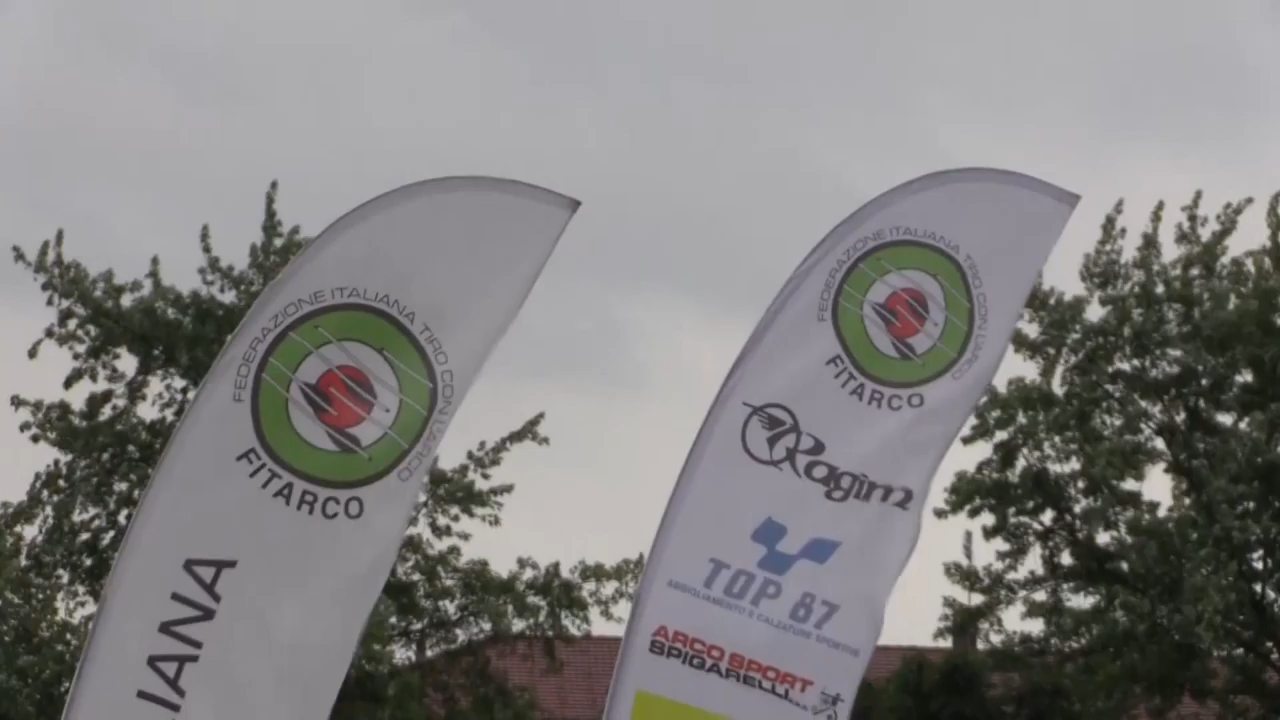 FEDERAZIONE ITALIANA TIRO CON L'ARCO
FITARCO
LIANA
FEDERAZIONE ITALIANA TIRO CON L'ARCO
FITARCO
Ragim
TOP 87
ABBIGLIAMENTO E CALZATURE SPORTIVE
ARCO SPORT
SPIGARELLI